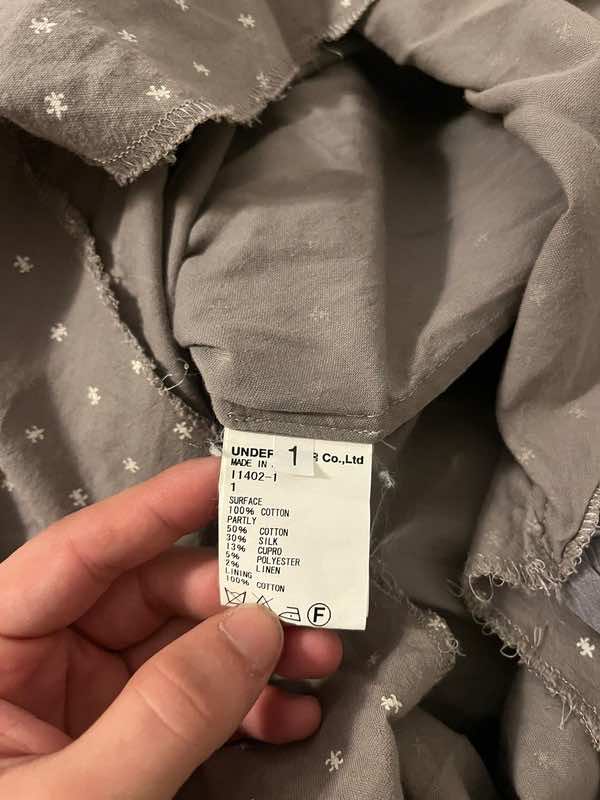 UNDER 1 R Co.,Ltd
MADE IN
I1402-1
1
SURFACE
100% COTTON
PARTLY
50% COTTON
30% SILK
13% CUPRO
5% POLYESTER
2% LINEN
LINING
100% COTTON
F